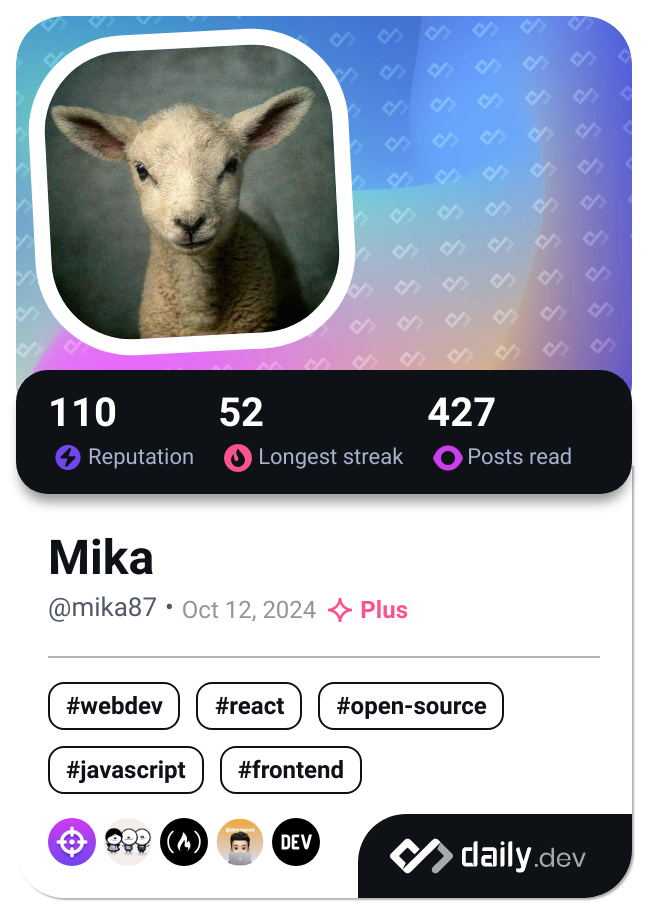 110 52 427
Reputation Longest streak Posts read
Mika
@mika87 • Oct 12, 2024 Plus
#webdev #react #open-source
#javascript #frontend
DEV
daily.dev